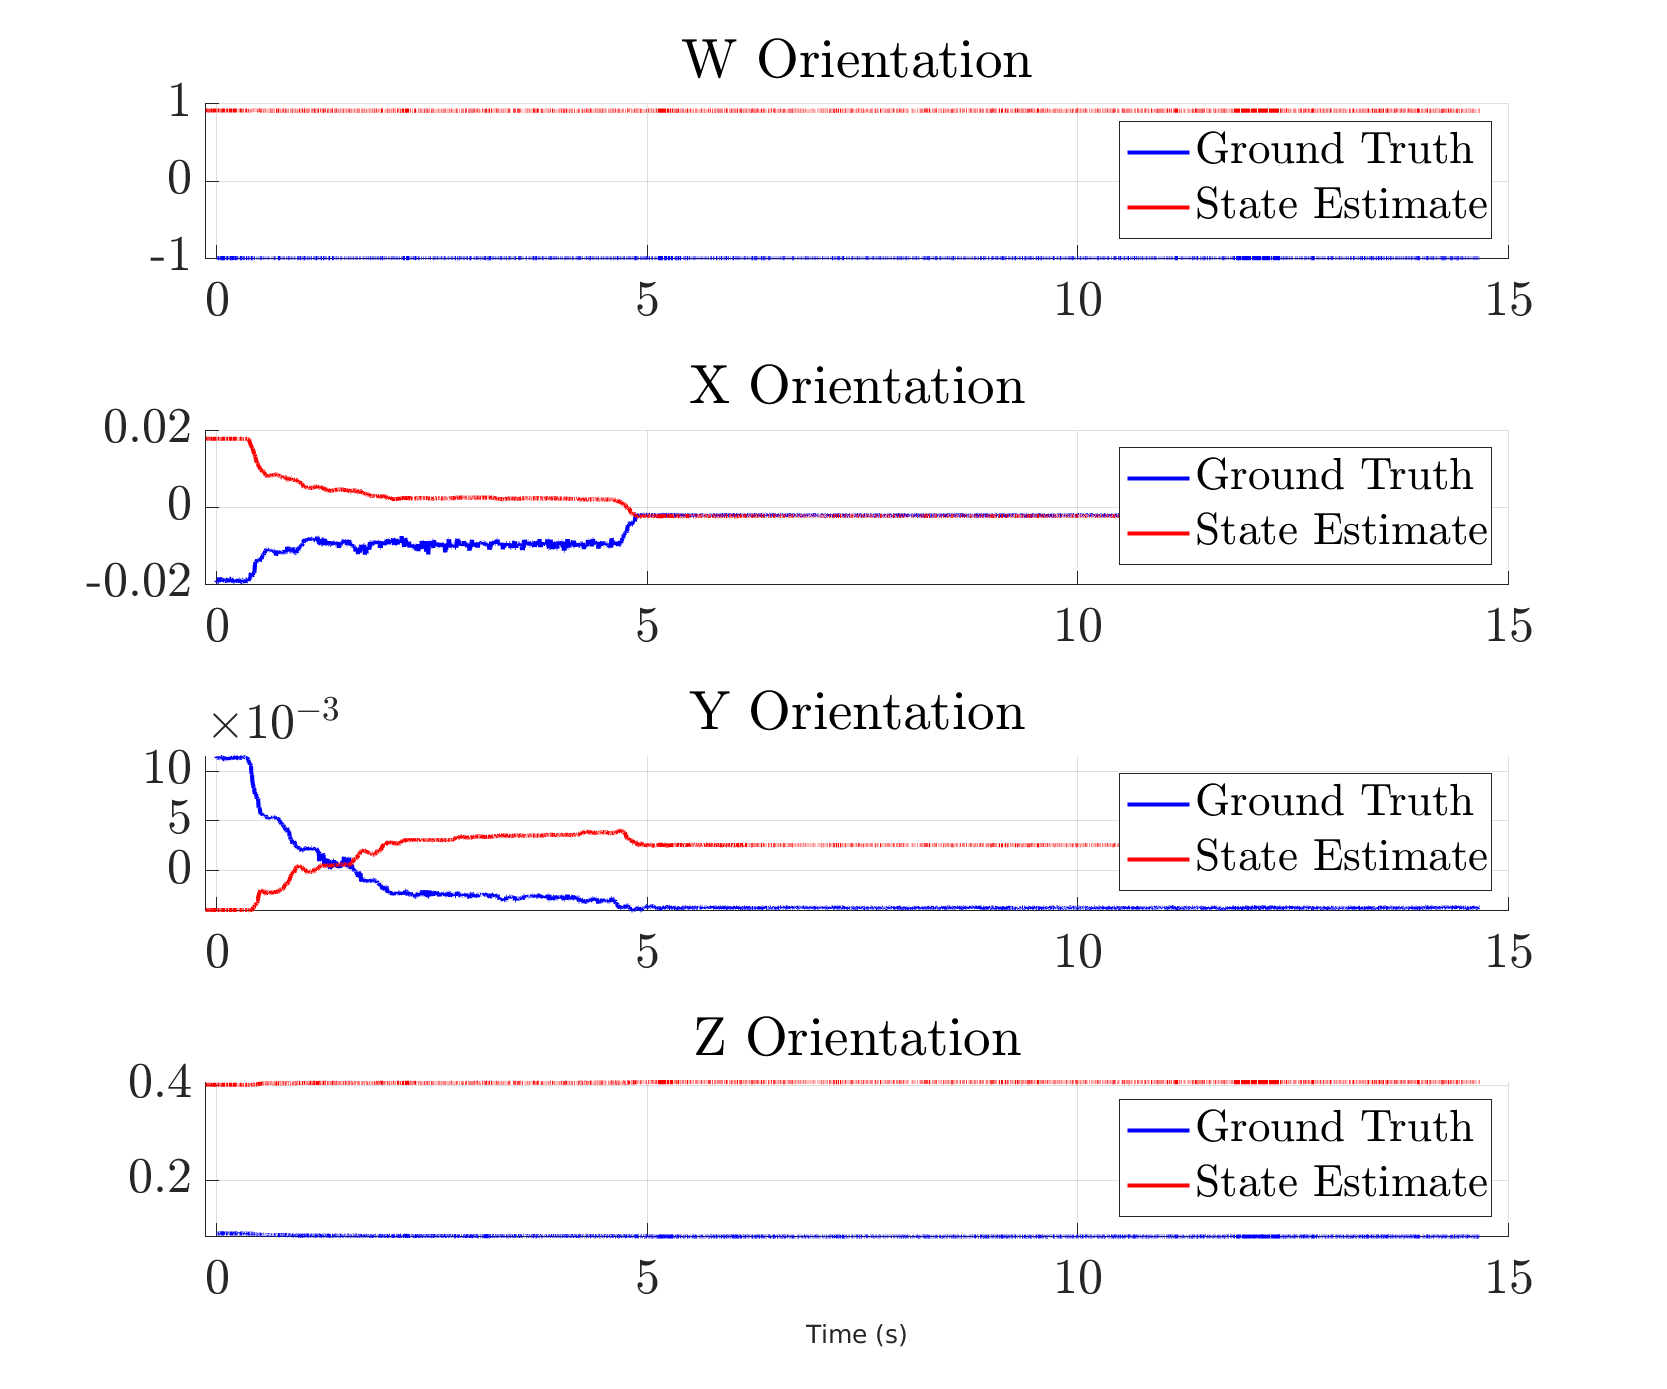 W Orientation
1
0
-1
Ground Truth
State Estimate
0 5 10 15
X Orientation
0.02
0
-0.02
Ground Truth
State Estimate
0 5 10 15
Y Orientation
×10⁻³
10
5
0
Ground Truth
State Estimate
0 5 10 15
Z Orientation
0.4
0.2
Ground Truth
State Estimate
0 5 10 15
Time (s)